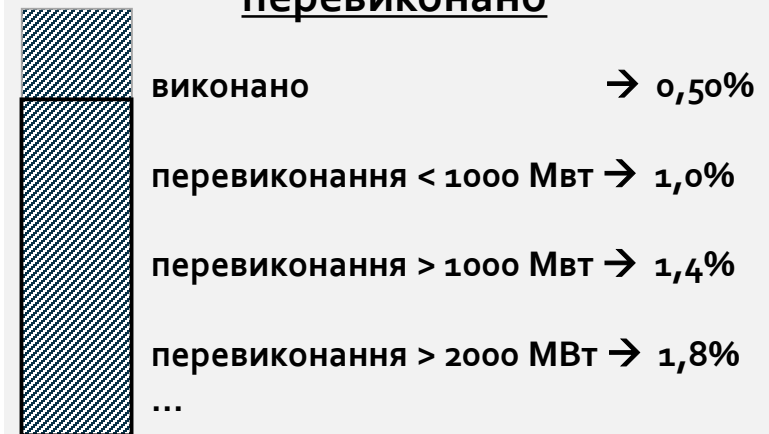 перевиконано
виконано → 0,50%
перевиконання < 1000 Мвт → 1,0%
перевиконання > 1000 Мвт → 1,4%
перевиконання > 2000 МВт → 1,8%
...